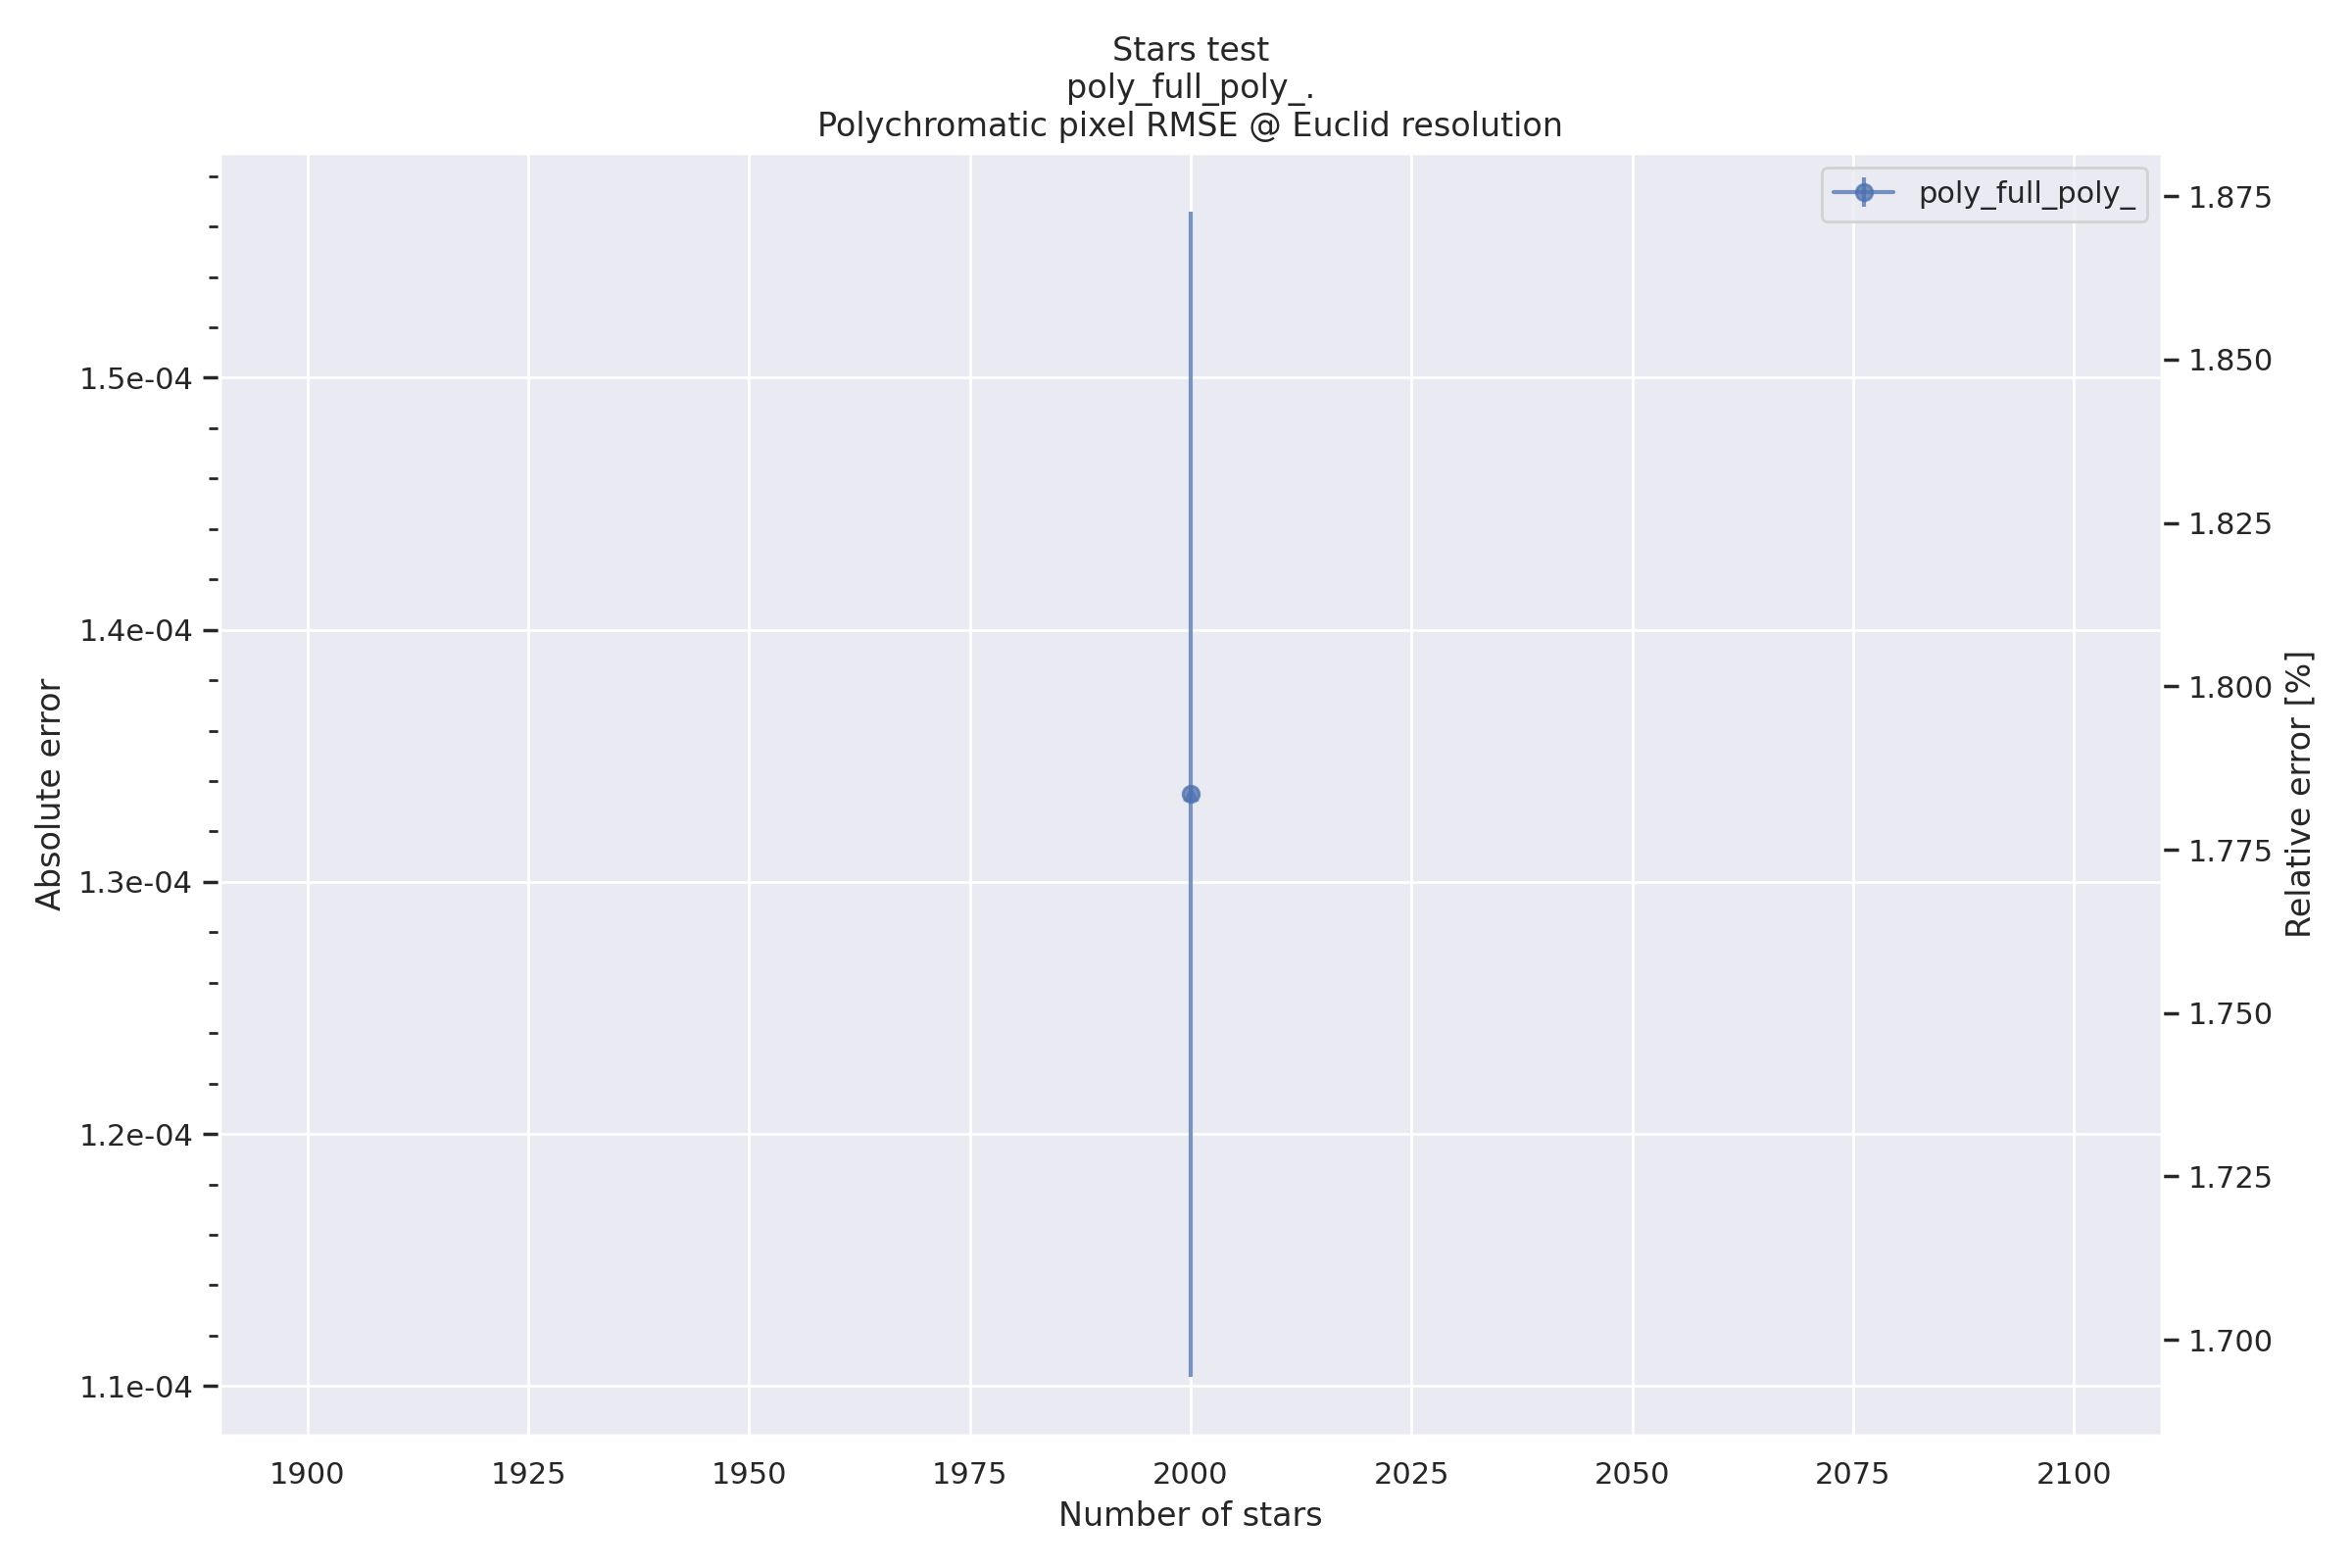 Stars test
poly_full_poly_.
Polychromatic pixel RMSE @ Euclid resolution
poly_full_poly_
Absolute error
1.5e-04
1.4e-04
1.3e-04
1.2e-04
1.1e-04
1.875
1.850
1.825
1.800
1.775
1.750
1.725
1.700
Relative error [%]
1900 1925 1950 1975 2000 2025 2050 2075 2100
Number of stars